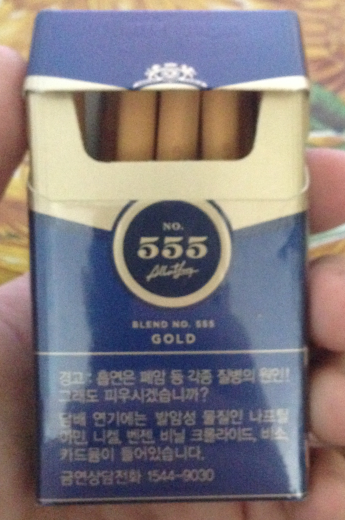 NO.
555
BLEND NO. 555
GOLD
경고 : 흡연은 폐암 등 각종 질병의 원인!
그래도 피우시겠습니까?
담배 연기에는 발암성 물질인 나프틸
아민, 니켈, 벤젠, 비닐 크롤라이드, 비소,
카드뮴이 들어있습니다.
금연상담전화 1544-9030